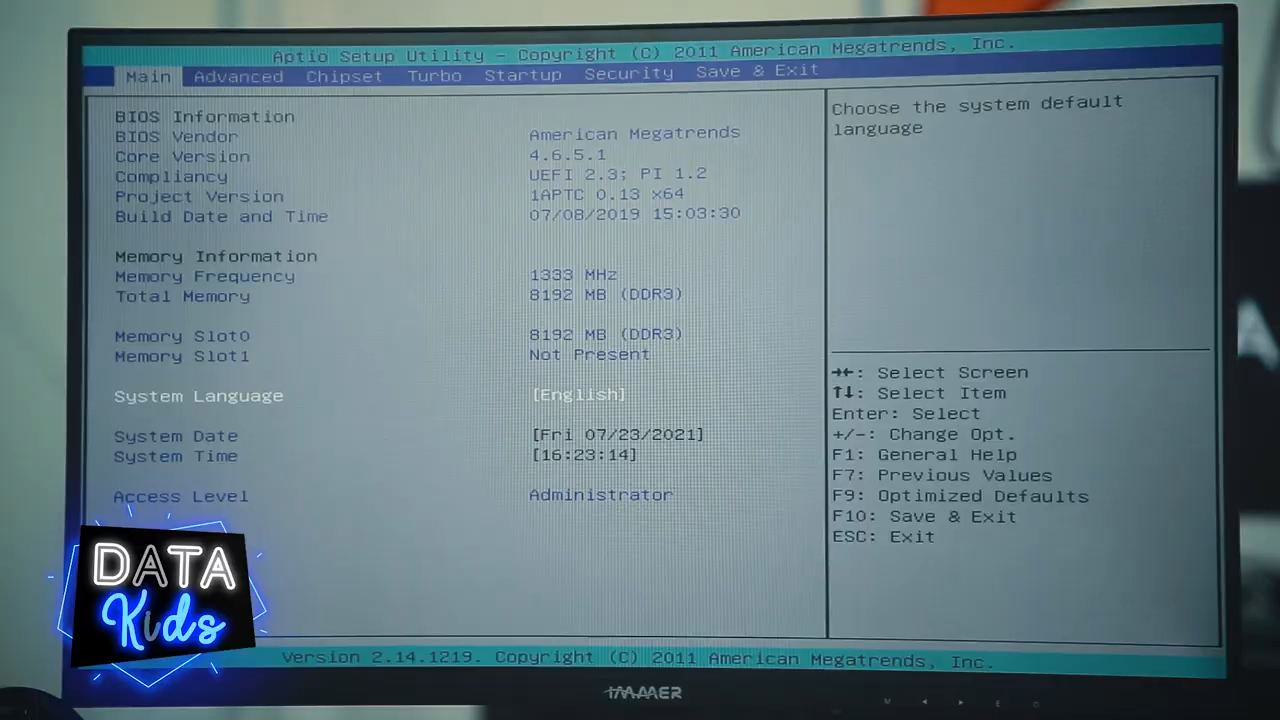 Aptio Setup Utility - Copyright (C) 2011 American Megatrends, Inc.
Main Advanced Chipset Turbo Startup Security Save & Exit
BIOS Information
BIOS Vendor American Megatrends
Core Version 4.6.5.1
Compliancy UEFI 2.3; PI 1.2
Project Version 1APTC 0.13 x64
Build Date and Time 07/08/2019 15:03:30
Memory Information
Memory Frequency 1333 MHz
Total Memory 8192 MB (DDR3)
Memory Slot0 8192 MB (DDR3)
Memory Slot1 Not Present
System Language [English]
System Date [Fri 07/23/2021]
System Time [16:23:14]
Access Level Administrator
Choose the system default
language
→←: Select Screen
↑↓: Select Item
Enter: Select
+/-: Change Opt.
F1: General Help
F7: Previous Values
F9: Optimized Defaults
F10: Save & Exit
ESC: Exit
Version 2.14.1219. Copyright (C) 2011 American Megatrends, Inc.
DATA
Kids